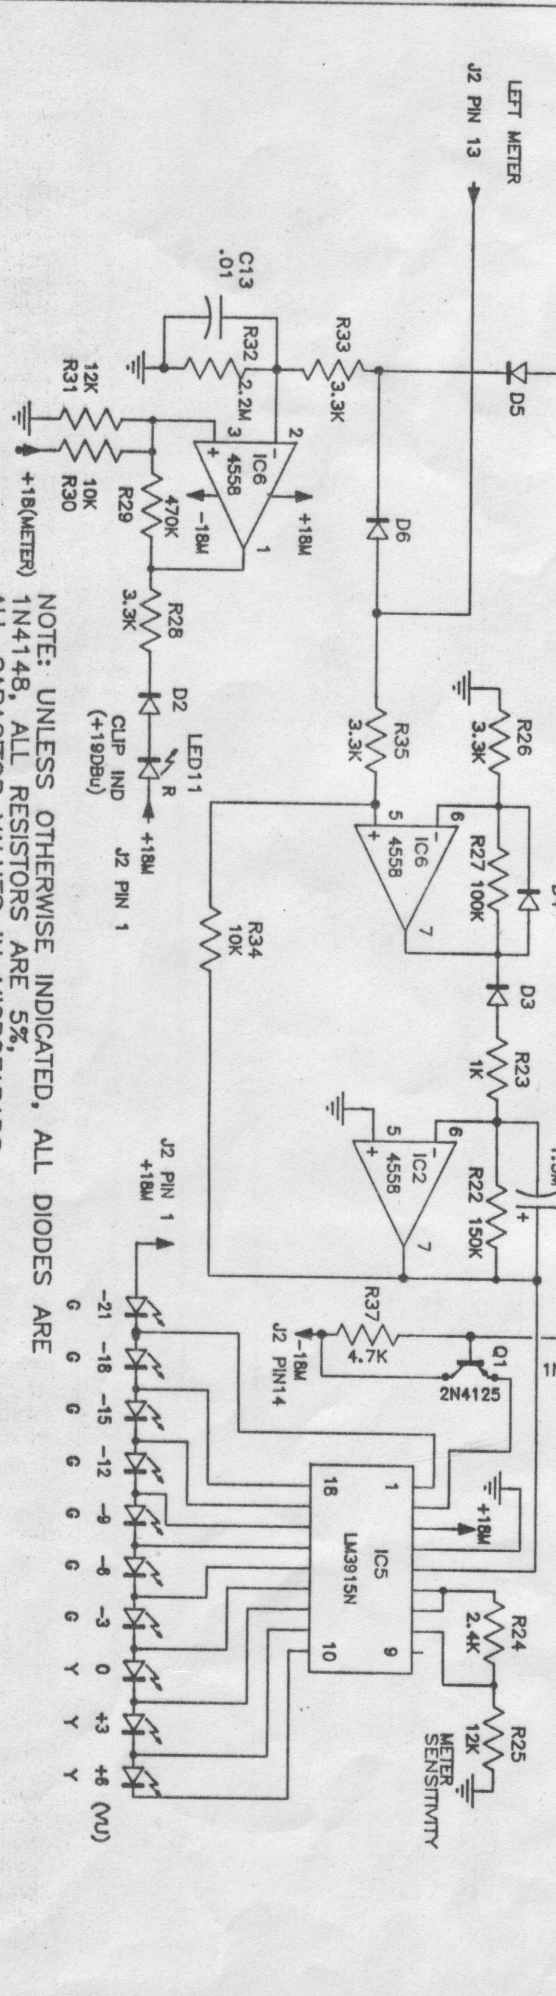 LEFT METER
J2 PIN 13
D5
C13
.01
R33
3.3K
R32
2.2M
12K
R31
10K
R30
+18(METER)
2
3
-
+
IC6
4558
+18M
-18M
1
470K
R29
R28
3.3K
D2
LED11
R
CLIP IND
(+19DBu)
+18M
J2 PIN 1
D6
R35
3.3K
R26
3.3K
R27 100K
6
5
-
+
IC6
4558
7
D3
R23
1K
R34
10K
6
5
-
+
IC2
4558
7
R22
150K
+
R37
4.7K
-18M
J2 PIN14
Q1
2N4125
+18M
1
18
IC5
LM3915N
9
10
R24
2.4K
R25
12K
METER
SENSITIVITY
J2 PIN 1
+18M
-21 -18 -15 -12 -9 -6 -3 0 +3 +6 (VU)
G G G G G G G Y Y Y
NOTE: UNLESS OTHERWISE INDICATED, ALL DIODES ARE
1N4148, ALL RESISTORS ARE 5%,